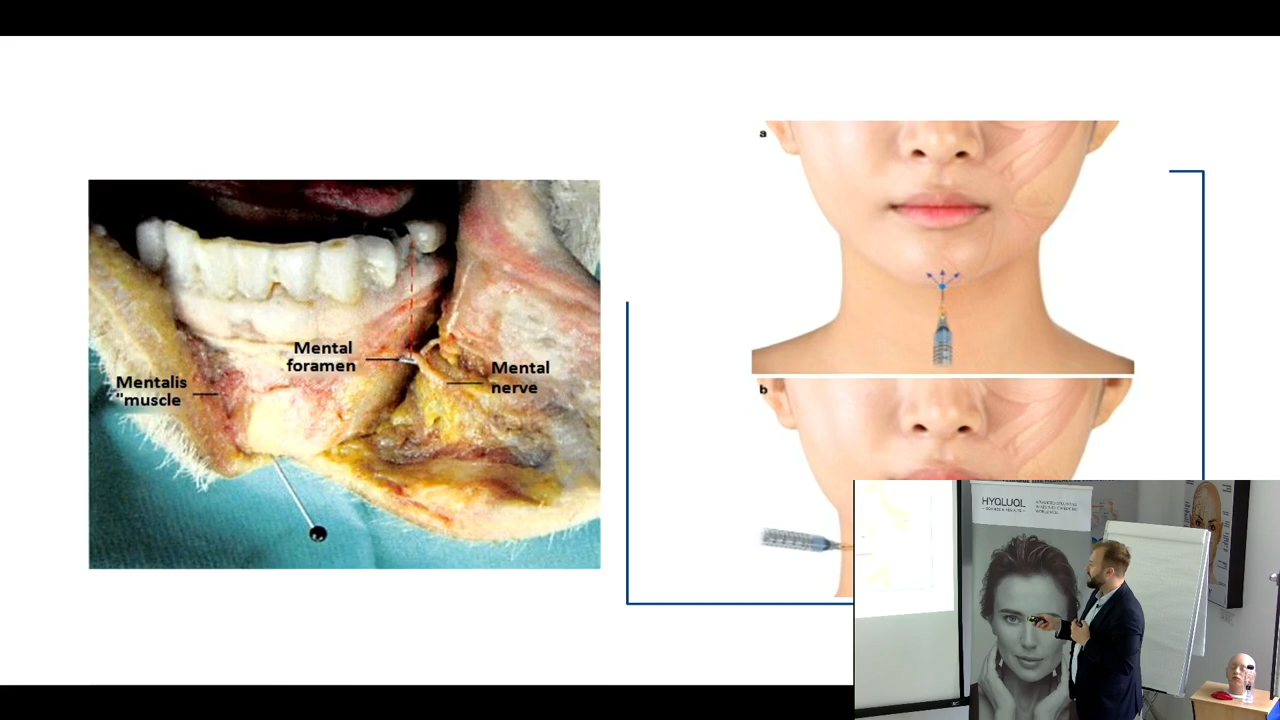 Mental
foramen
Mentalis
"muscle
Mental
nerve
a
b
HYALUAL